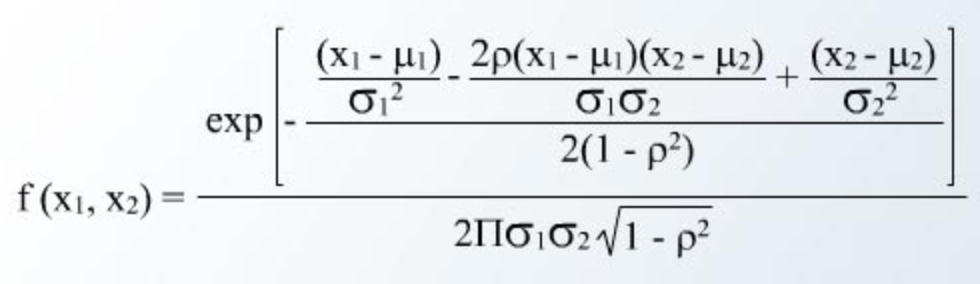 f (x₁, x₂) = exp [ - (x₁ - μ₁)/σ₁² - 2ρ(x₁ - μ₁)(x₂ - μ₂)/σ₁σ₂ + (x₂ - μ₂)/σ₂²
2(1 - ρ²) ]
2Πσ₁σ₂√1 - ρ²